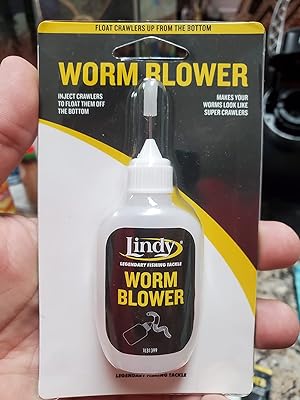 FLOAT CRAWLERS UP FROM THE BOTTOM
WORM BLOWER
INJECT CRAWLERS
TO FLOAT THEM OFF
THE BOTTOM
MAKES YOUR
WORMS LOOK LIKE
SUPER CRAWLERS
Lindy
LEGENDARY FISHING TACKLE
WORM
BLOWER
LEGENDARY FISHING TACKLE